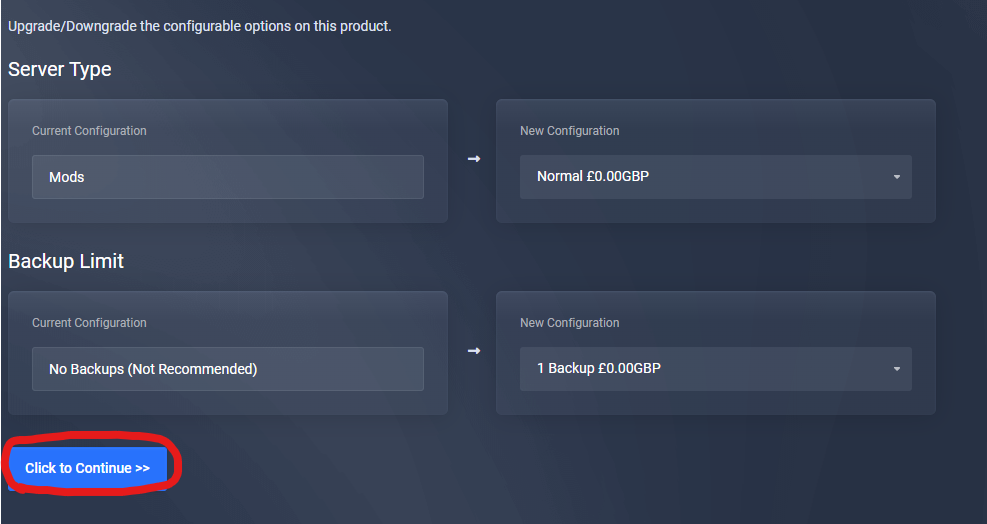 Upgrade/Downgrade the configurable options on this product.
Server Type
Current Configuration
Mods
New Configuration
Normal £0.00GBP
Backup Limit
Current Configuration
No Backups (Not Recommended)
New Configuration
1 Backup £0.00GBP
Click to Continue >>